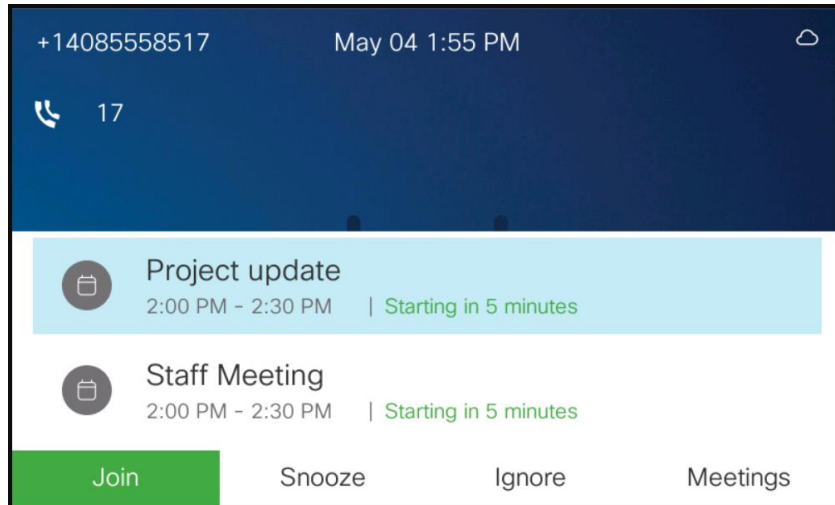 +14085558517 May 04 1:55 PM
17
Project update
2:00 PM - 2:30 PM | Starting in 5 minutes
Staff Meeting
2:00 PM - 2:30 PM | Starting in 5 minutes
Join Snooze Ignore Meetings